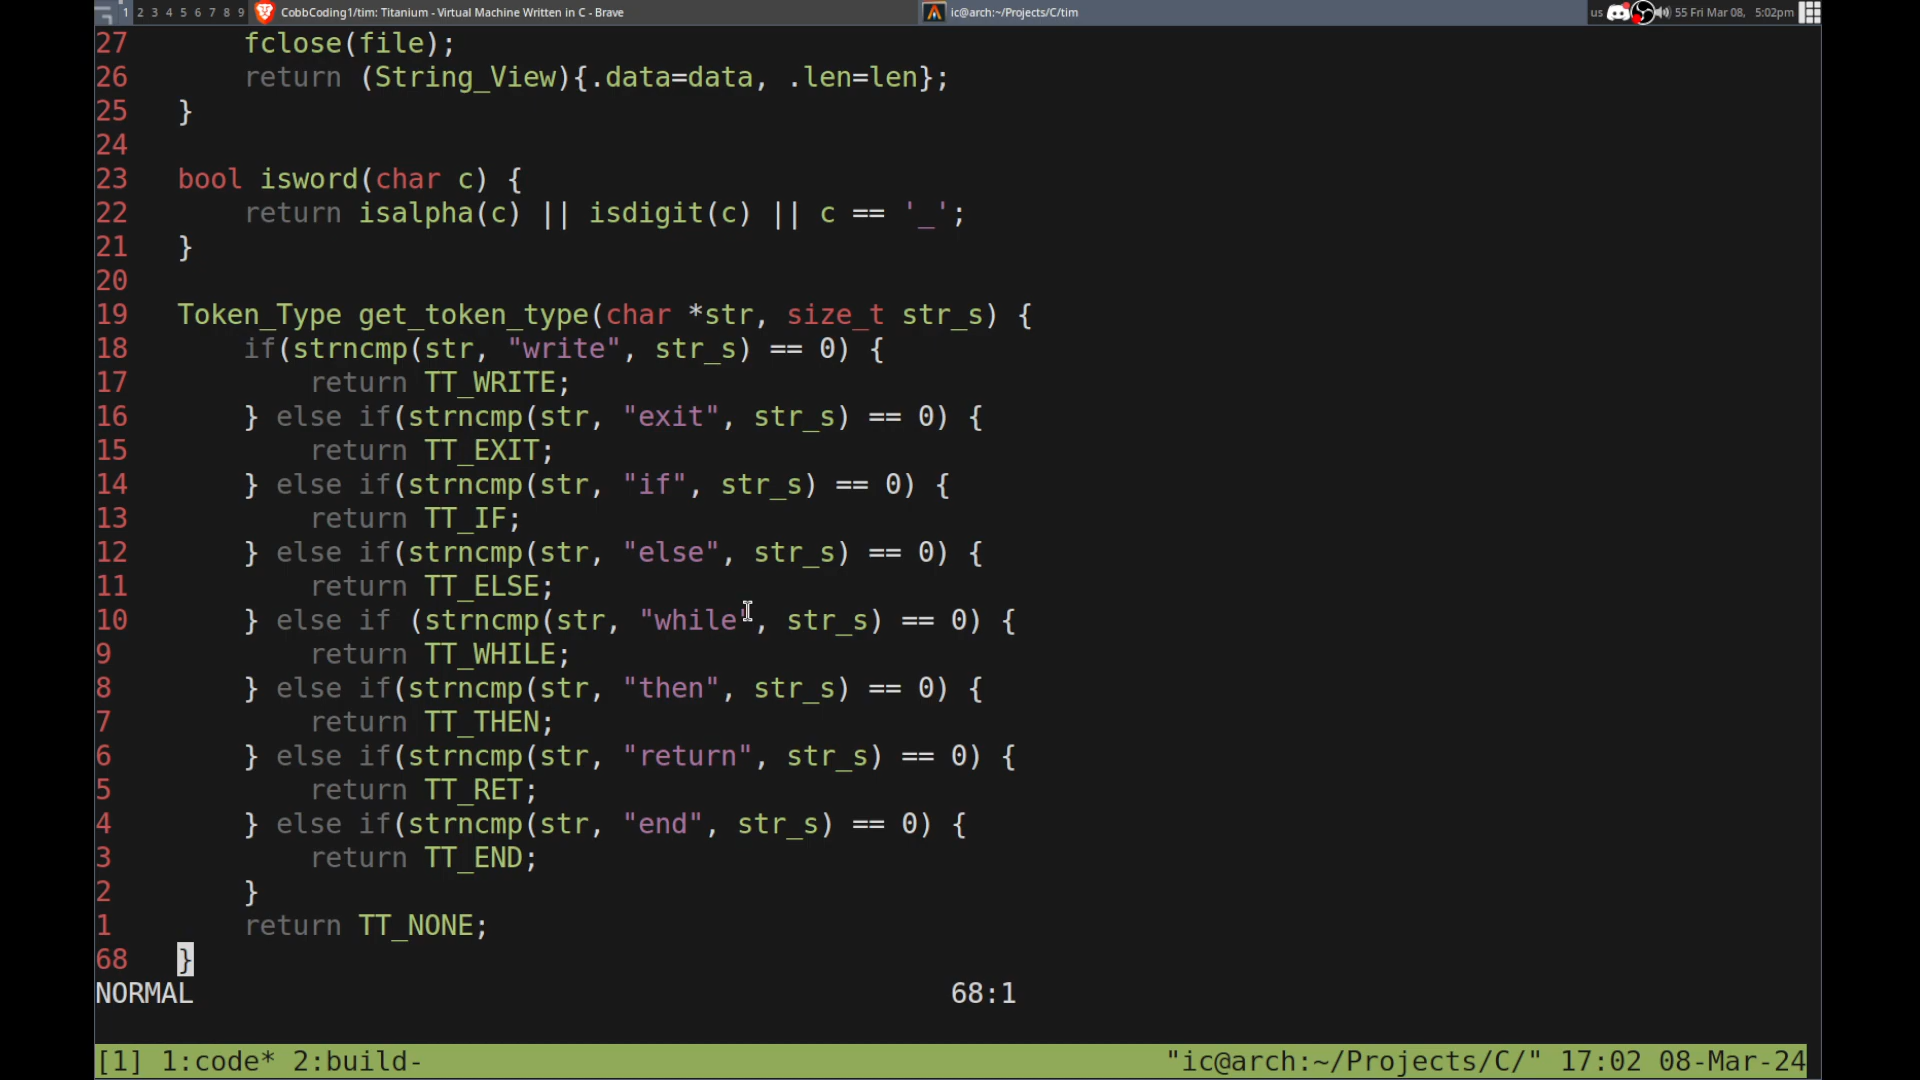 1 2 3 4 5 6 7 8 9 CobbCoding1/tim: Titanium - Virtual Machine Written in C - Brave ic@arch:~/Projects/C/tim us 55 Fri Mar 08, 5:02pm
27 fclose(file);
26 return (String_View){.data=data, .len=len};
25 }
24
23 bool isword(char c) {
22 return isalpha(c) || isdigit(c) || c == '_';
21 }
20
19 Token_Type get_token_type(char *str, size_t str_s) {
18 if(strncmp(str, "write", str_s) == 0) {
17 return TT_WRITE;
16 } else if(strncmp(str, "exit", str_s) == 0) {
15 return TT_EXIT;
14 } else if(strncmp(str, "if", str_s) == 0) {
13 return TT_IF;
12 } else if(strncmp(str, "else", str_s) == 0) {
11 return TT_ELSE;
10 } else if (strncmp(str, "while", str_s) == 0) {
9 return TT_WHILE;
8 } else if(strncmp(str, "then", str_s) == 0) {
7 return TT_THEN;
6 } else if(strncmp(str, "return", str_s) == 0) {
5 return TT_RET;
4 } else if(strncmp(str, "end", str_s) == 0) {
3 return TT_END;
2 }
1 return TT_NONE;
68 }
NORMAL 68:1
[1] 1:code* 2:build- "ic@arch:~/Projects/C/" 17:02 08-Mar-24